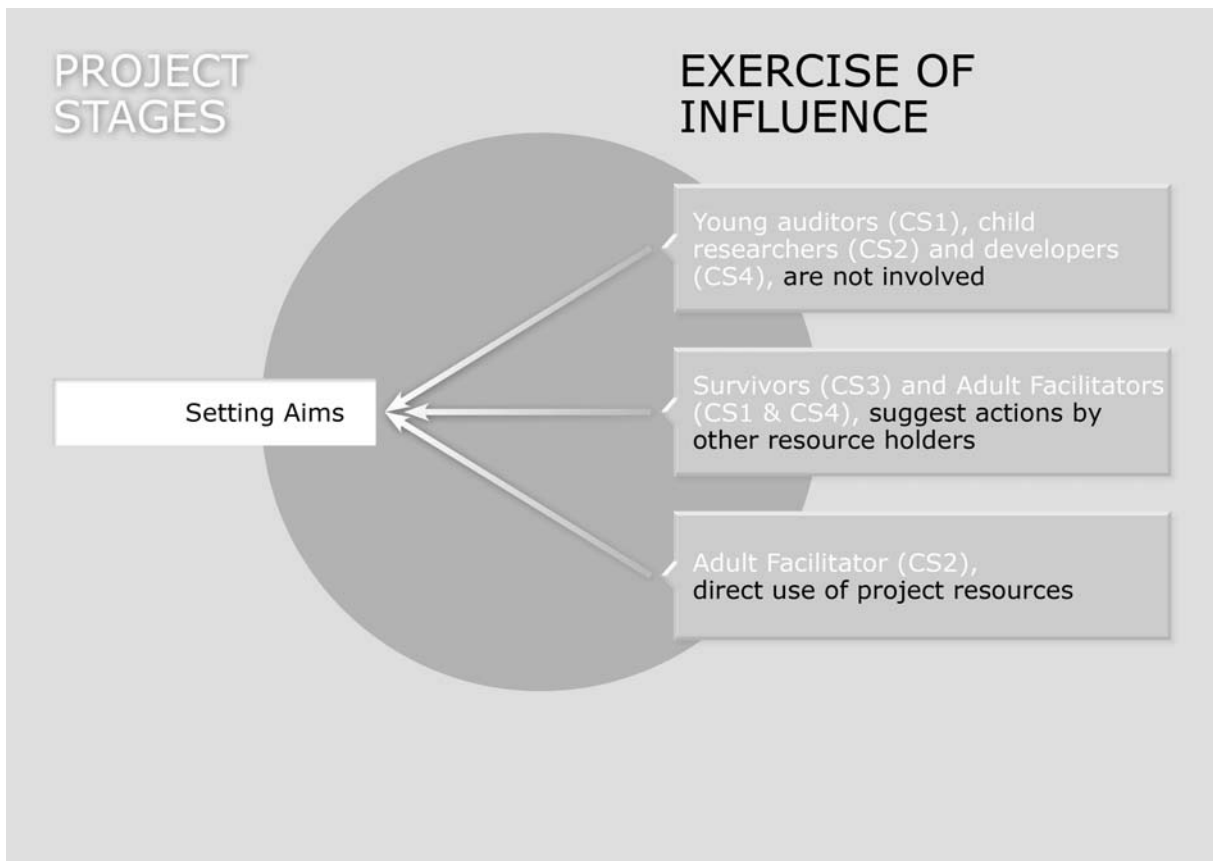 PROJECT
STAGES
EXERCISE OF
INFLUENCE
Young auditors (CS1), child
researchers (CS2) and developers
(CS4), are not involved
Setting Aims
Survivors (CS3) and Adult Facilitators
(CS1 & CS4), suggest actions by
other resource holders
Adult Facilitator (CS2),
direct use of project resources